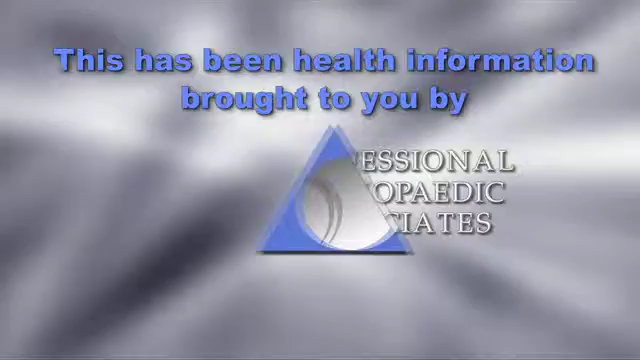 This has been health information
brought to you by
ESSIONAL
OPAEDIC
CIATES